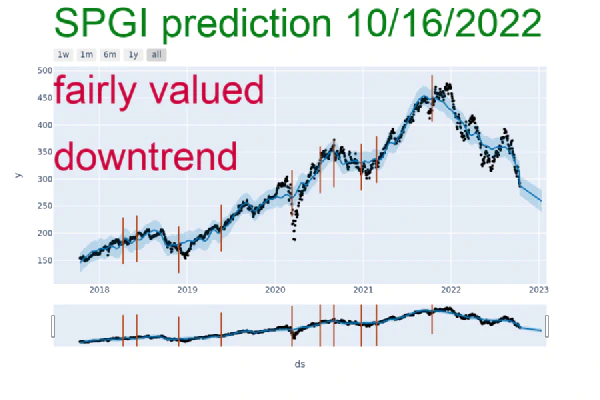 SPGI prediction 10/16/2022
1w 1m 6m 1y all
500
fairly valued
450
400
350
downtrend
300
y
250
200
150
2018 2019 2020 2021 2022 2023
ds